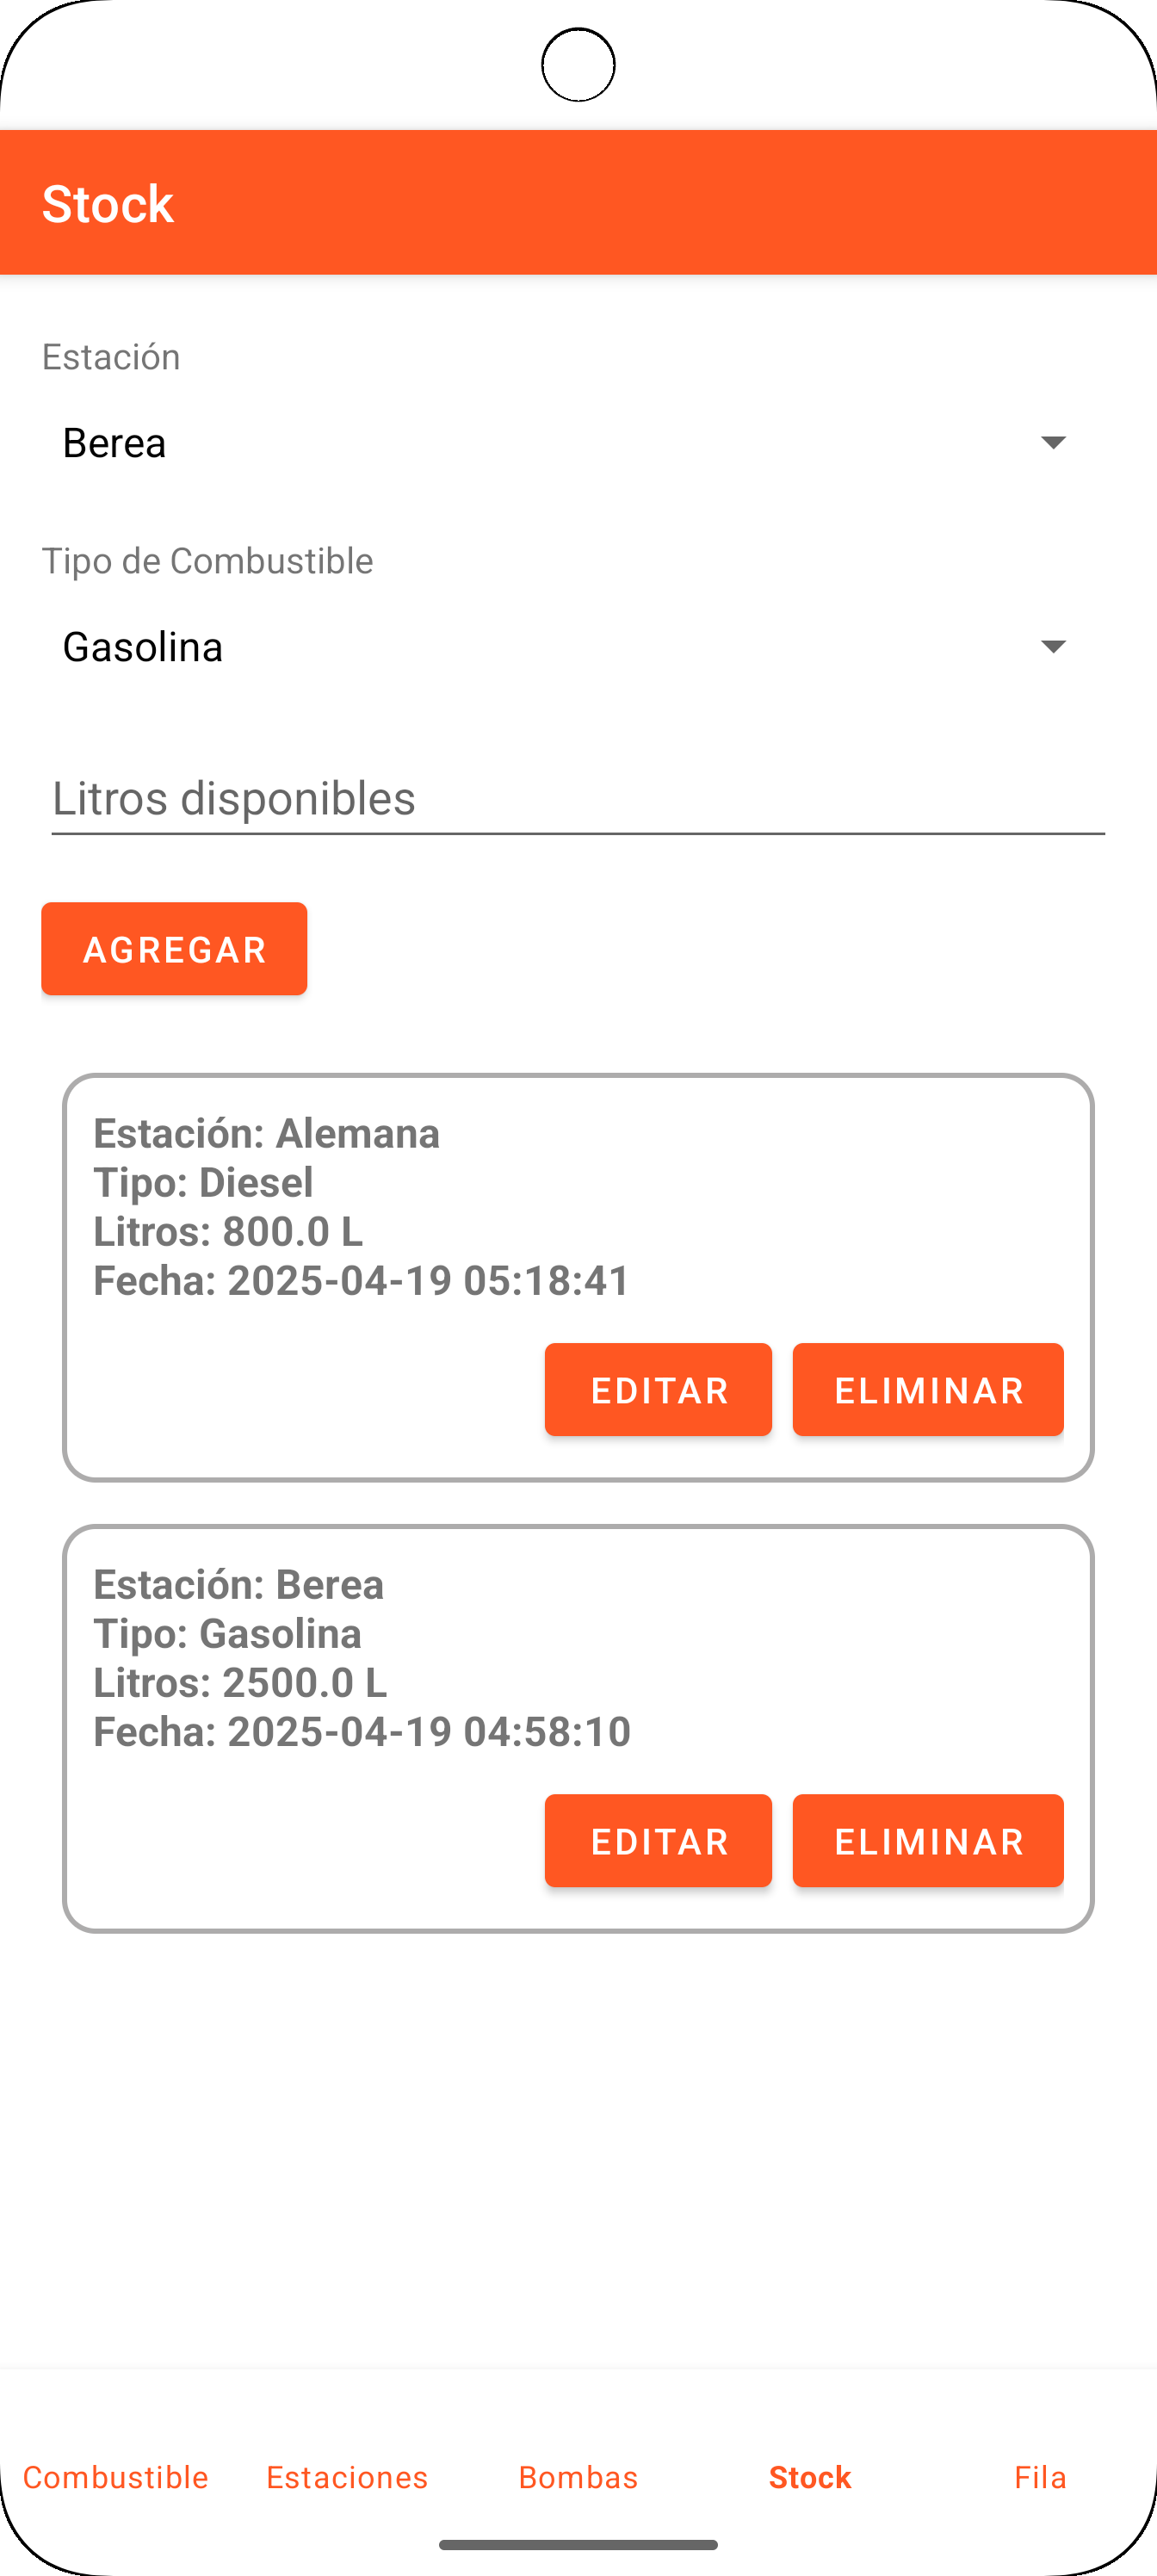 Stock
Estación
Berea
Tipo de Combustible
Gasolina
Litros disponibles
AGREGAR
Estación: Alemana
Tipo: Diesel
Litros: 800.0 L
Fecha: 2025-04-19 05:18:41
EDITAR ELIMINAR
Estación: Berea
Tipo: Gasolina
Litros: 2500.0 L
Fecha: 2025-04-19 04:58:10
EDITAR ELIMINAR
Combustible Estaciones Bombas Stock Fila